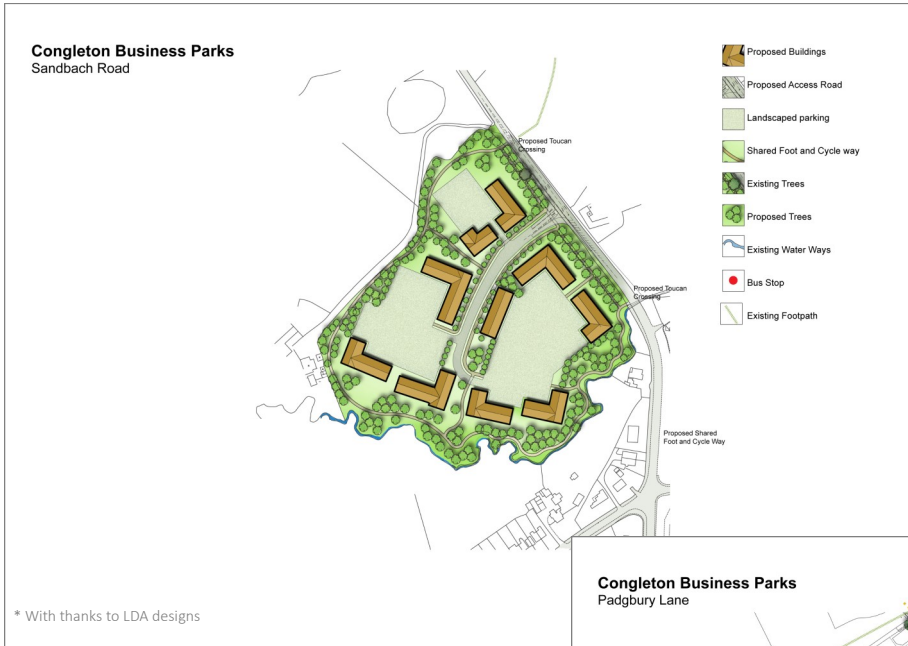 Congleton Business Parks
Sandbach Road
Proposed Buildings
Proposed Access Road
Landscaped parking
Shared Foot and Cycle way
Existing Trees
Proposed Trees
Existing Water Ways
Bus Stop
Existing Footpath
Proposed Toucan
Crossing
Proposed Toucan
Crossing
Proposed Shared
Foot and Cycle Way
* With thanks to LDA designs
Congleton Business Parks
Padgbury Lane